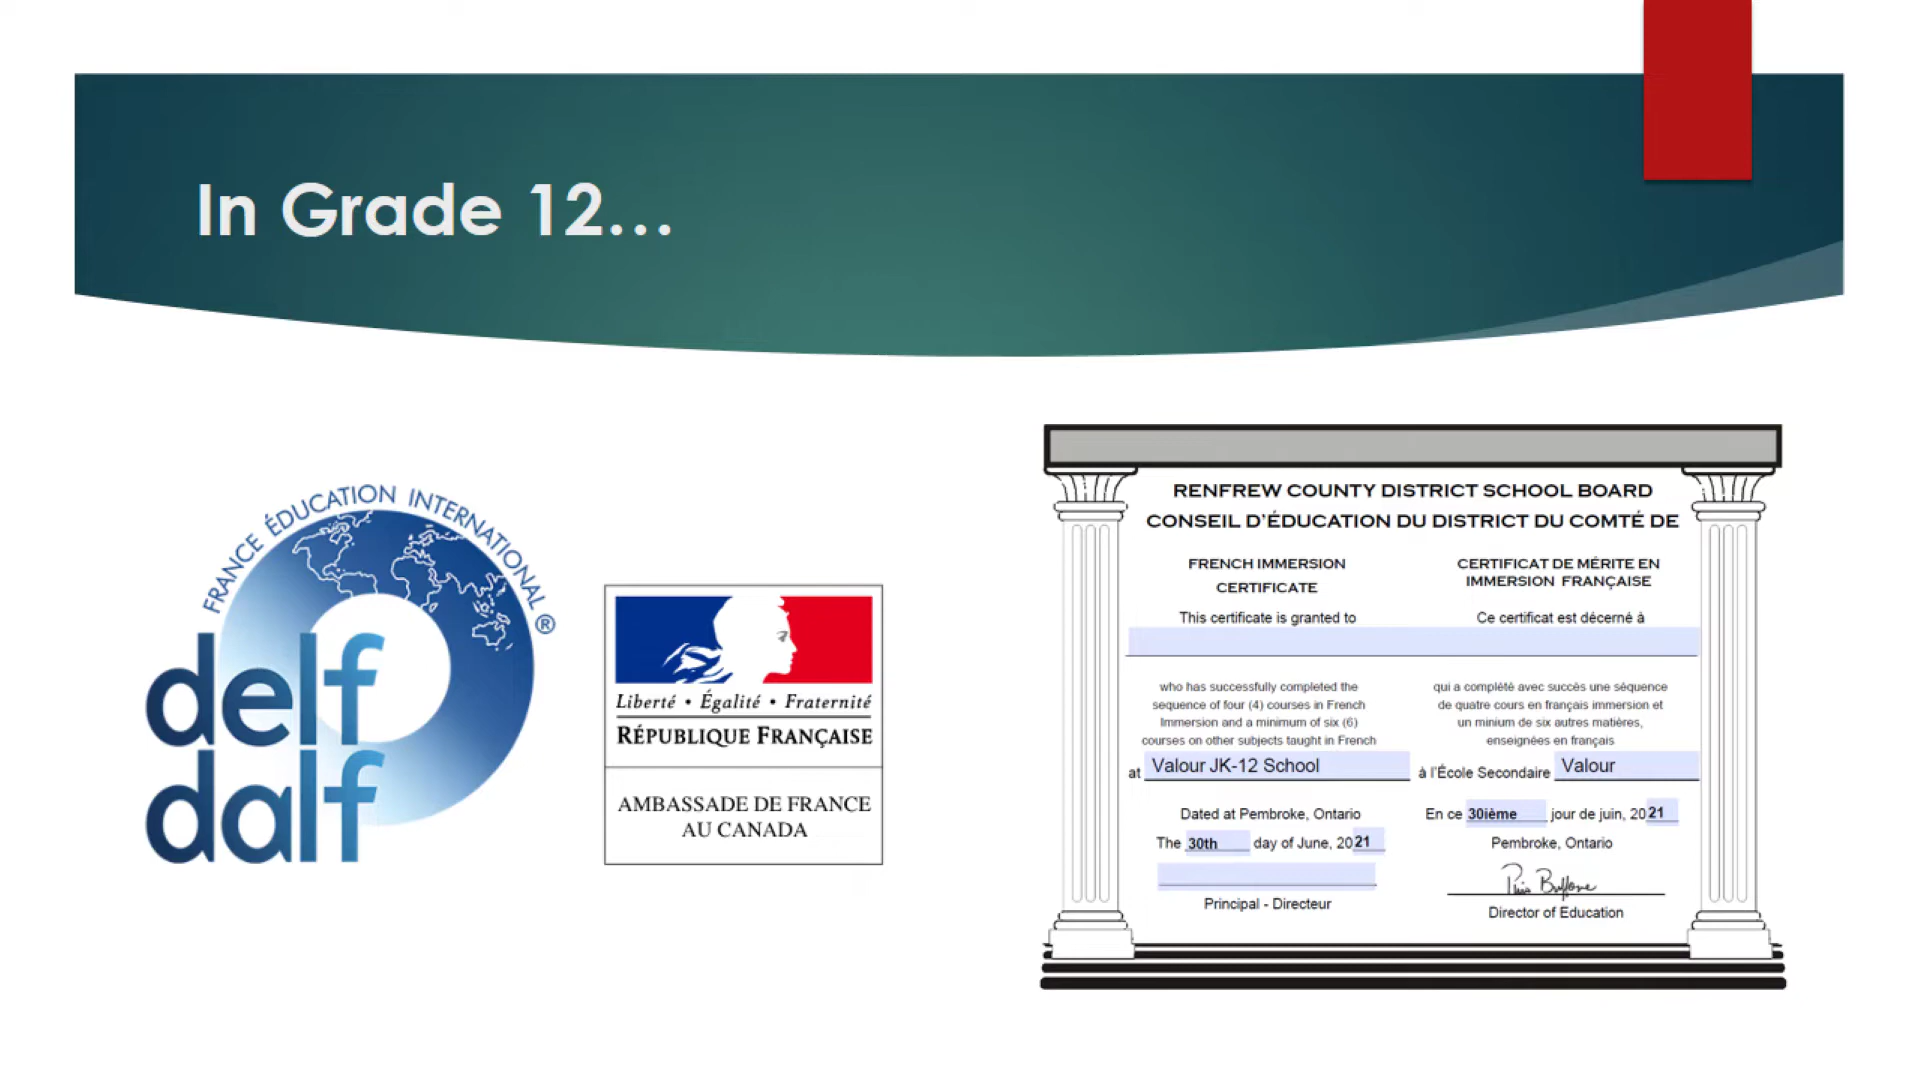 In Grade 12...
FRANCE ÉDUCATION INTERNATIONAL ®
delf
dalf
Liberté • Égalité • Fraternité
RÉPUBLIQUE FRANÇAISE
AMBASSADE DE FRANCE
AU CANADA
RENFREW COUNTY DISTRICT SCHOOL BOARD
CONSEIL D'ÉDUCATION DU DISTRICT DU COMTÉ DE
FRENCH IMMERSION
CERTIFICATE
This certificate is granted to
who has successfully completed the
sequence of four (4) courses in French
Immersion and a minimum of six (6)
courses on other subjects taught in French
at Valour JK-12 School
Dated at Pembroke, Ontario
The 30th day of June, 2021
Principal - Directeur
CERTIFICAT DE MÉRITE EN
IMMERSION FRANÇAISE
Ce certificat est décerné à
qui a complété avec succès une séquence
de quatre cours en français immersion et
un minium de six autres matières,
enseignées en français
à l'École Secondaire Valour
En ce 30ième jour de juin, 2021
Pembroke, Ontario
Director of Education